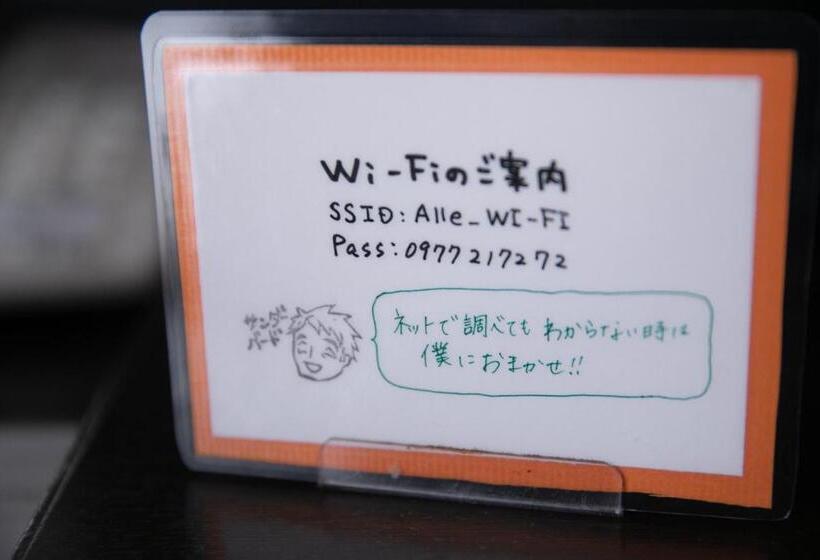 Wi-Fiのご案内
SSID:Alle_WI-FI
Pass:0977217272
サンダー
バード
ネットで調べてもわからない時は
僕におまかせ!!